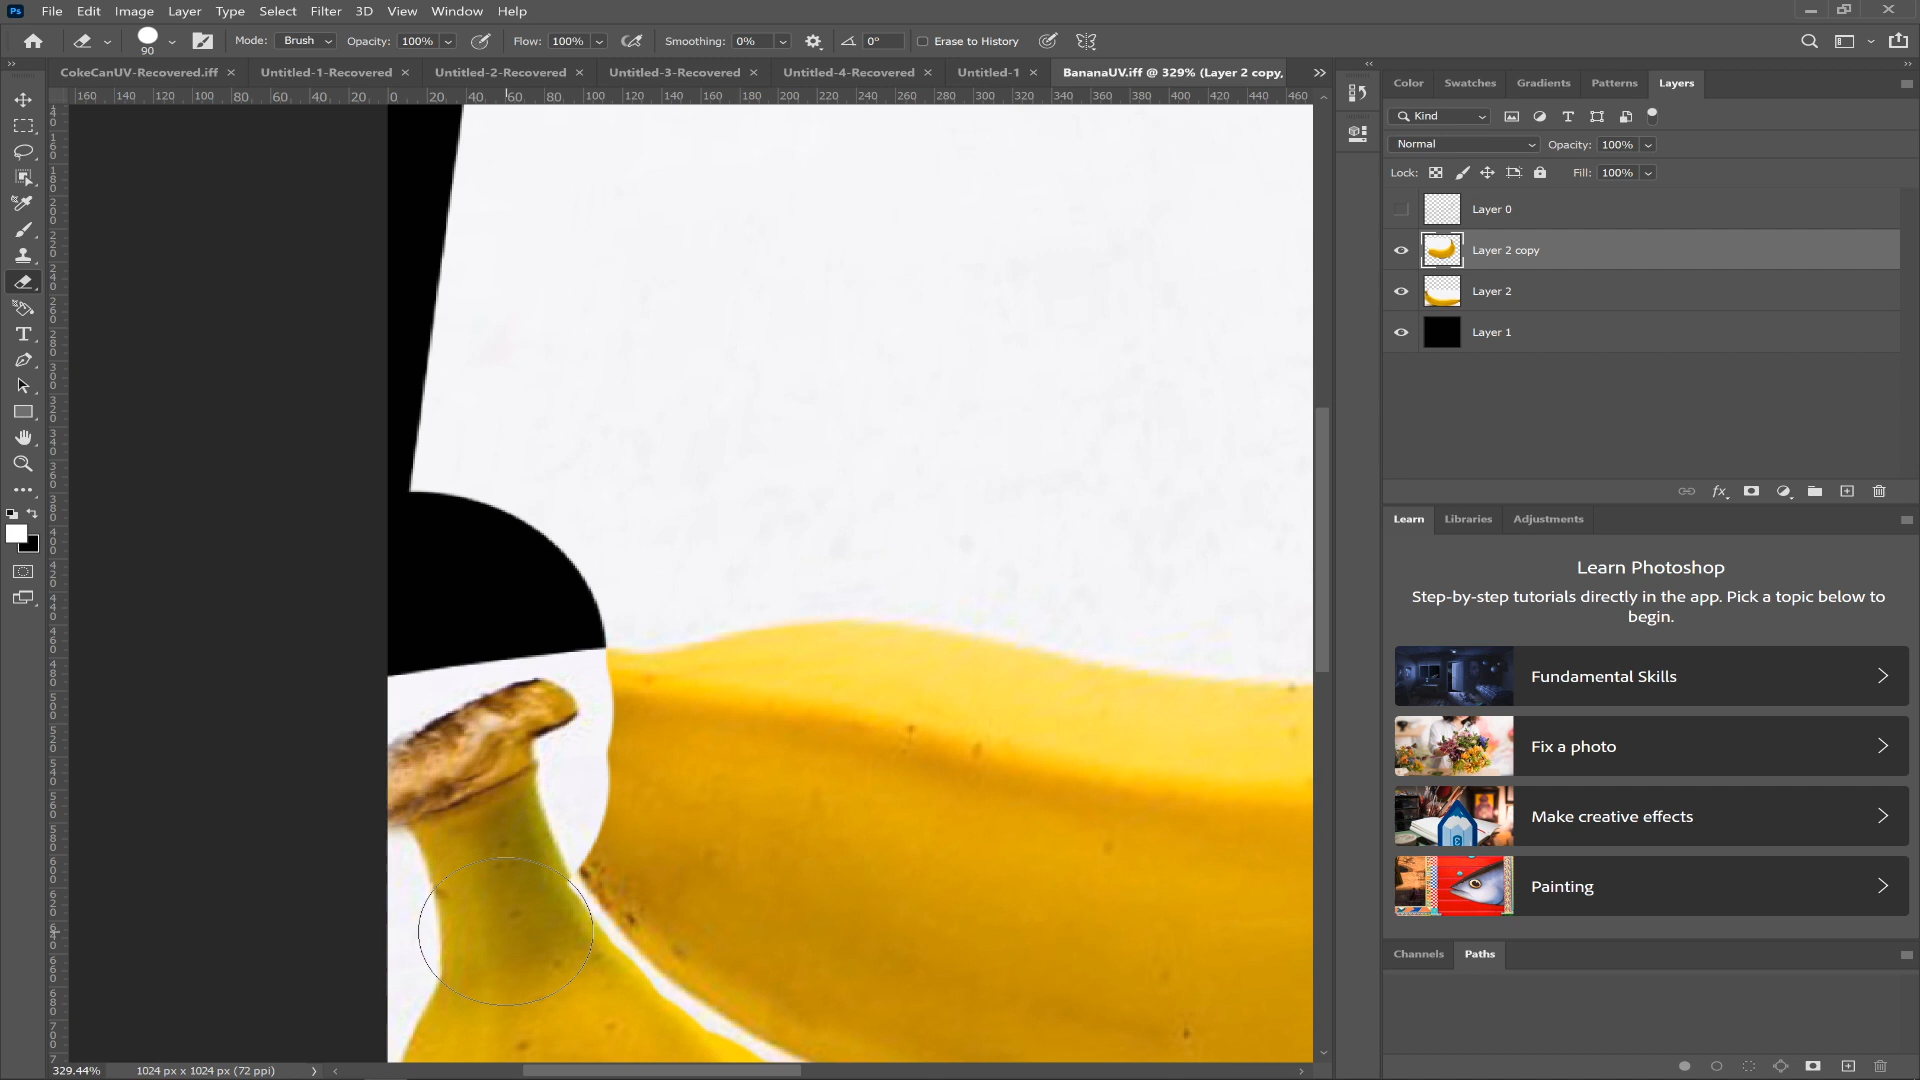 Ps File Edit Image Layer Type Select Filter 3D View Window Help
90 Mode: Brush Opacity: 100% Flow: 100% Smoothing: 0% 0° Erase to History
CokeCanUV-Recovered.iff × Untitled-1-Recovered × Untitled-2-Recovered × Untitled-3-Recovered × Untitled-4-Recovered × Untitled-1 × BananaUV.iff @ 329% (Layer 2 copy,
160 140 120 100 80 60 40 20 0 20 40 60 80 100 120 140 160 180 200 220 240 260 280 300 320 340 360 380 400 420 440 460
Color Swatches Gradients Patterns Layers
Kind
Normal Opacity: 100%
Lock: Fill: 100%
Layer 0
Layer 2 copy
Layer 2
Layer 1
fx
Learn Libraries Adjustments
Learn Photoshop
Step-by-step tutorials directly in the app. Pick a topic below to
begin.
Fundamental Skills
Fix a photo
Make creative effects
Painting
Channels Paths
329.44% 1024 px x 1024 px (72 ppi)